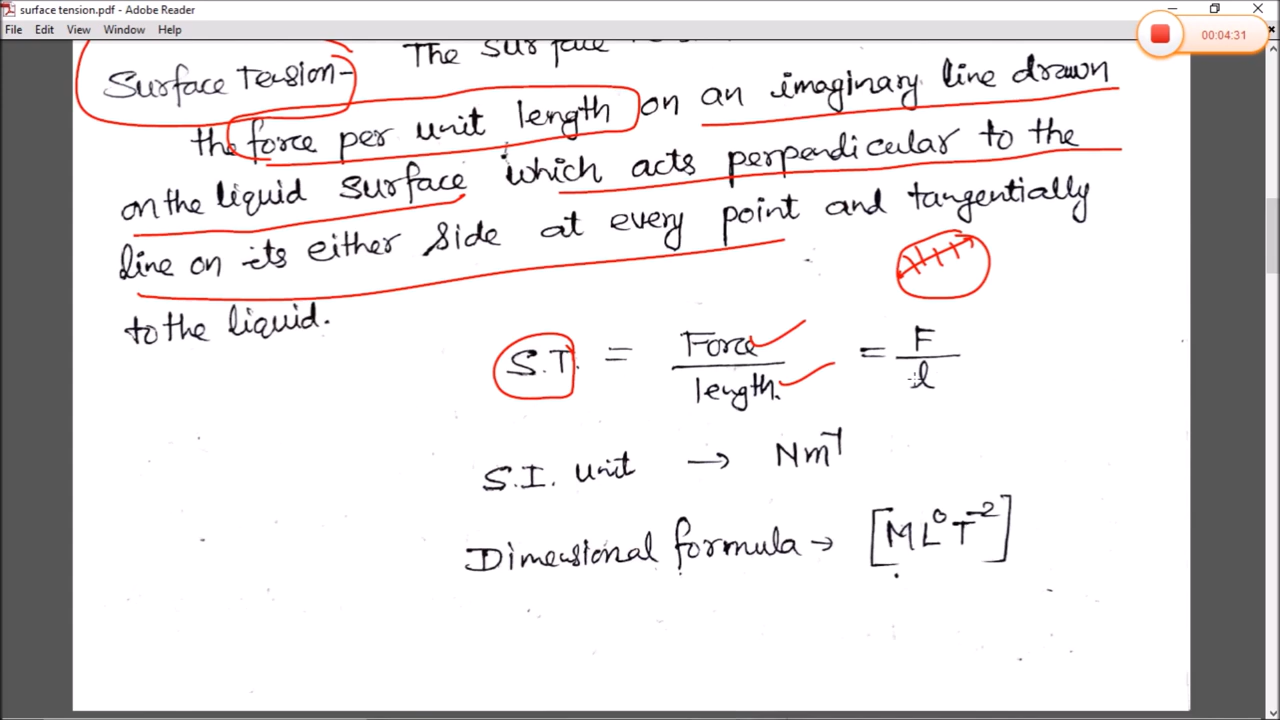 surface tension.pdf - Adobe Reader
File Edit View Window Help
00:04:31
The Surface
Surface Tension-
the force per unit length on an imaginary line drawn
on the liquid surface which acts perpendicular to the
line on its either side at every point and tangentially
to the liquid.
S.T. = Force/length. = F/l
S.I. unit → Nm⁻¹
Dimensional formula → [ML⁰T⁻²]